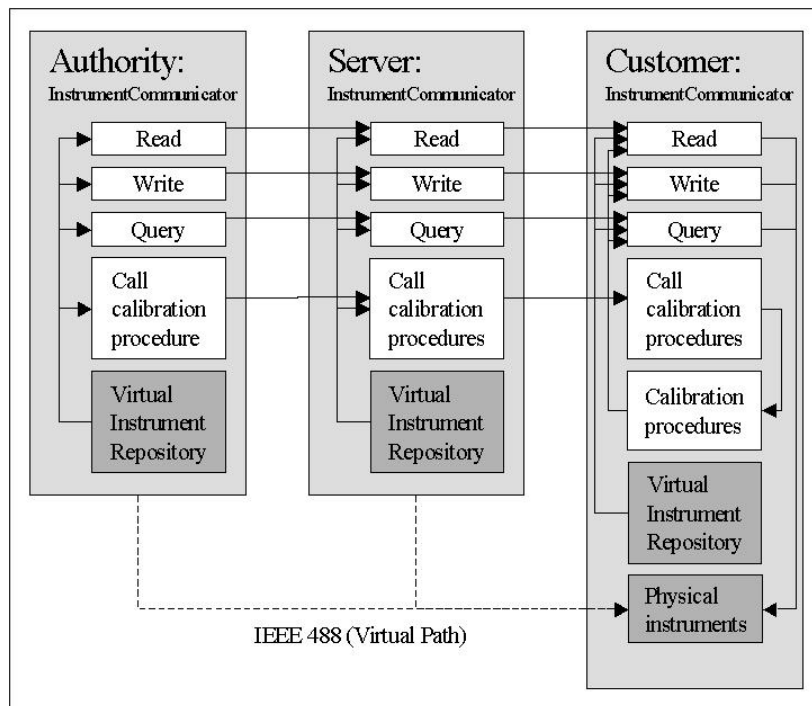 Authority:
InstrumentCommunicator
Read
Write
Query
Call
calibration
procedure
Virtual
Instrument
Repository
Server:
InstrumentCommunicator
Read
Write
Query
Call
calibration
procedures
Virtual
Instrument
Repository
Customer:
InstrumentCommunicator
Read
Write
Query
Call
calibration
procedures
Calibration
procedures
Virtual
Instrument
Repository
Physical
instruments
IEEE 488 (Virtual Path)